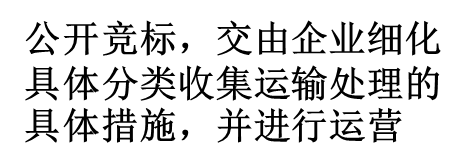 公开竞标，交由企业细化
具体分类收集运输处理的
具体措施，并进行运营